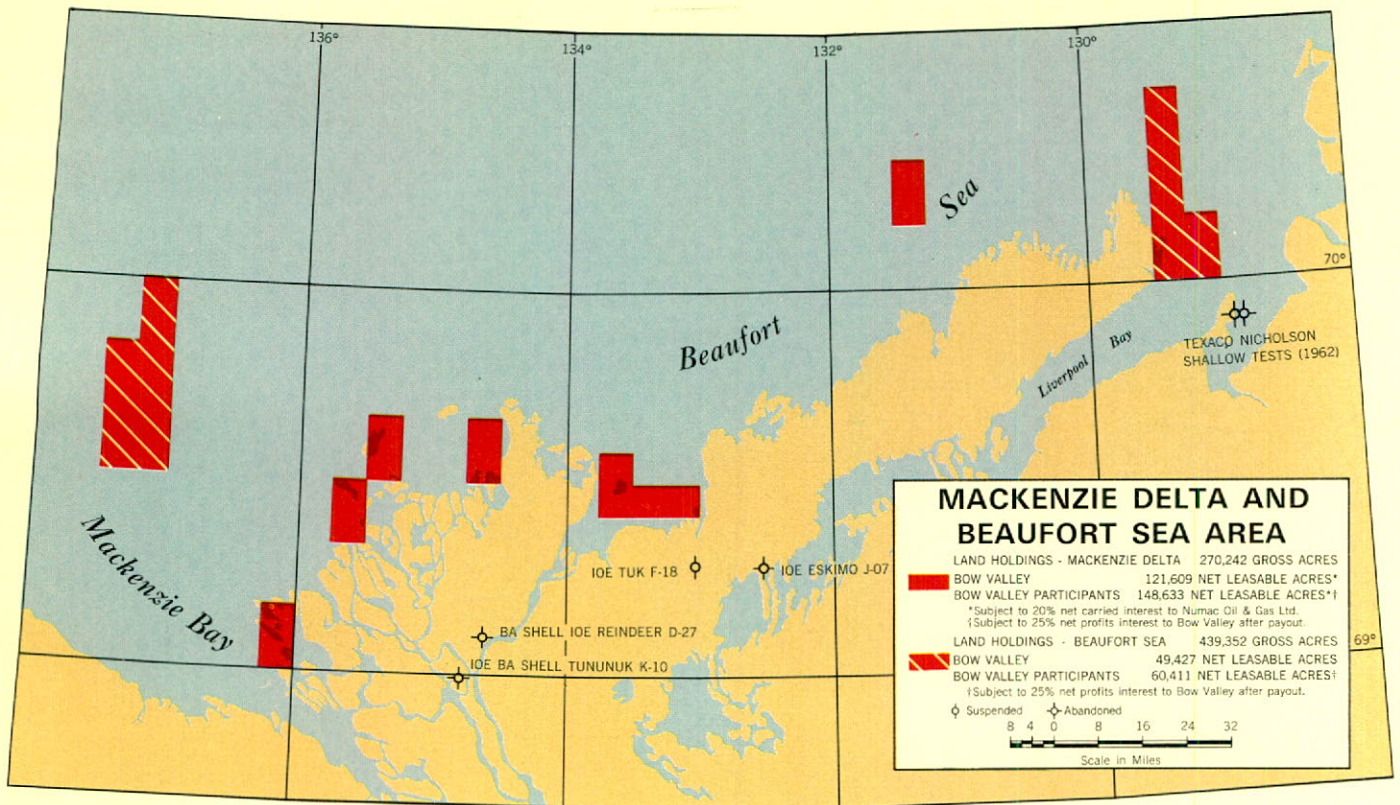 136°
134°
132°
130°
Sea
70°
Beaufort
Liverpool Bay
TEXACO NICHOLSON
SHALLOW TESTS (1962)
Mackenzie Bay
IOE TUK F-18
IOE ESKIMO J-07
BA SHELL IOE REINDEER D-27
IOE BA SHELL TUNUNUK K-10
69°
MACKENZIE DELTA AND
BEAUFORT SEA AREA
LAND HOLDINGS - MACKENZIE DELTA 270,242 GROSS ACRES
BOW VALLEY 121,609 NET LEASABLE ACRES*
BOW VALLEY PARTICIPANTS 148,633 NET LEASABLE ACRES*†
*Subject to 20% net carried interest to Numac Oil & Gas Ltd.
†Subject to 25% net profits interest to Bow Valley after payout.
LAND HOLDINGS - BEAUFORT SEA 439,352 GROSS ACRES
BOW VALLEY 49,427 NET LEASABLE ACRES
BOW VALLEY PARTICIPANTS 60,411 NET LEASABLE ACRES†
†Subject to 25% net profits interest to Bow Valley after payout.
Suspended Abandoned
8 4 0 8 16 24 32
Scale in Miles